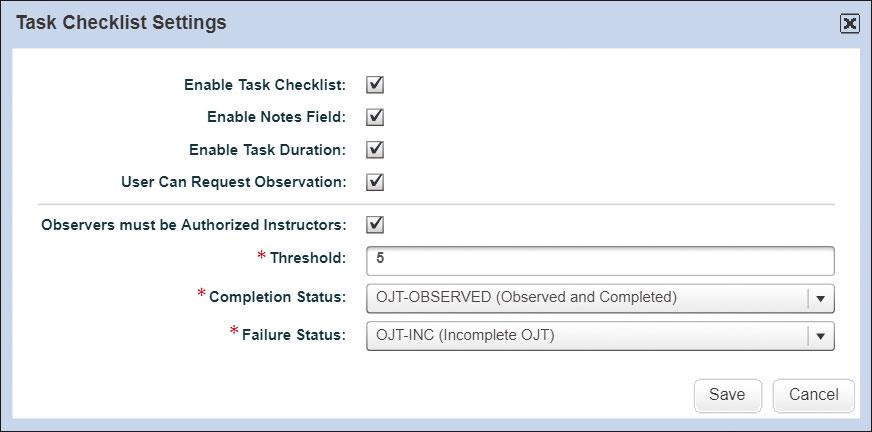 Task Checklist Settings
Enable Task Checklist:
Enable Notes Field:
Enable Task Duration:
User Can Request Observation:
Observers must be Authorized Instructors:
* Threshold: 5
* Completion Status: OJT-OBSERVED (Observed and Completed)
* Failure Status: OJT-INC (Incomplete OJT)
Save Cancel